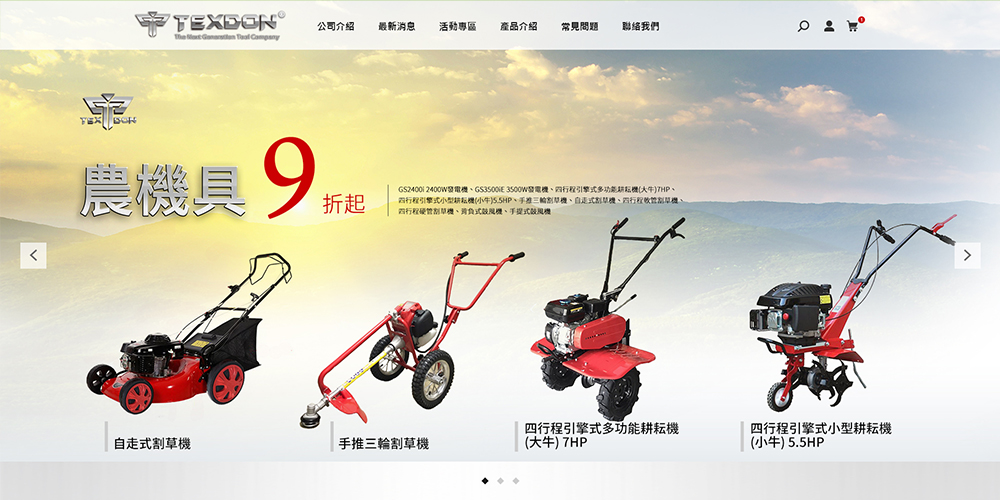 TEXDON®
The Next Generation Tool Company
公司介紹
最新消息
活動專區
產品介紹
常見問題
聯絡我們
1
TEXDON
農機具
9
折起
GS2400i 2400W發電機、GS3500iE 3500W發電機、四行程引擎式多功能耕耘機(大牛)7HP、
四行程引擎式小型耕耘機(小牛)5.5HP、手推三輪割草機、自走式割草機、四行程軟管割草機、
四行程硬管割草機、背負式鼓風機、手提式鼓風機
自走式割草機
手推三輪割草機
四行程引擎式多功能耕耘機
(大牛) 7HP
四行程引擎式小型耕耘機
(小牛) 5.5HP